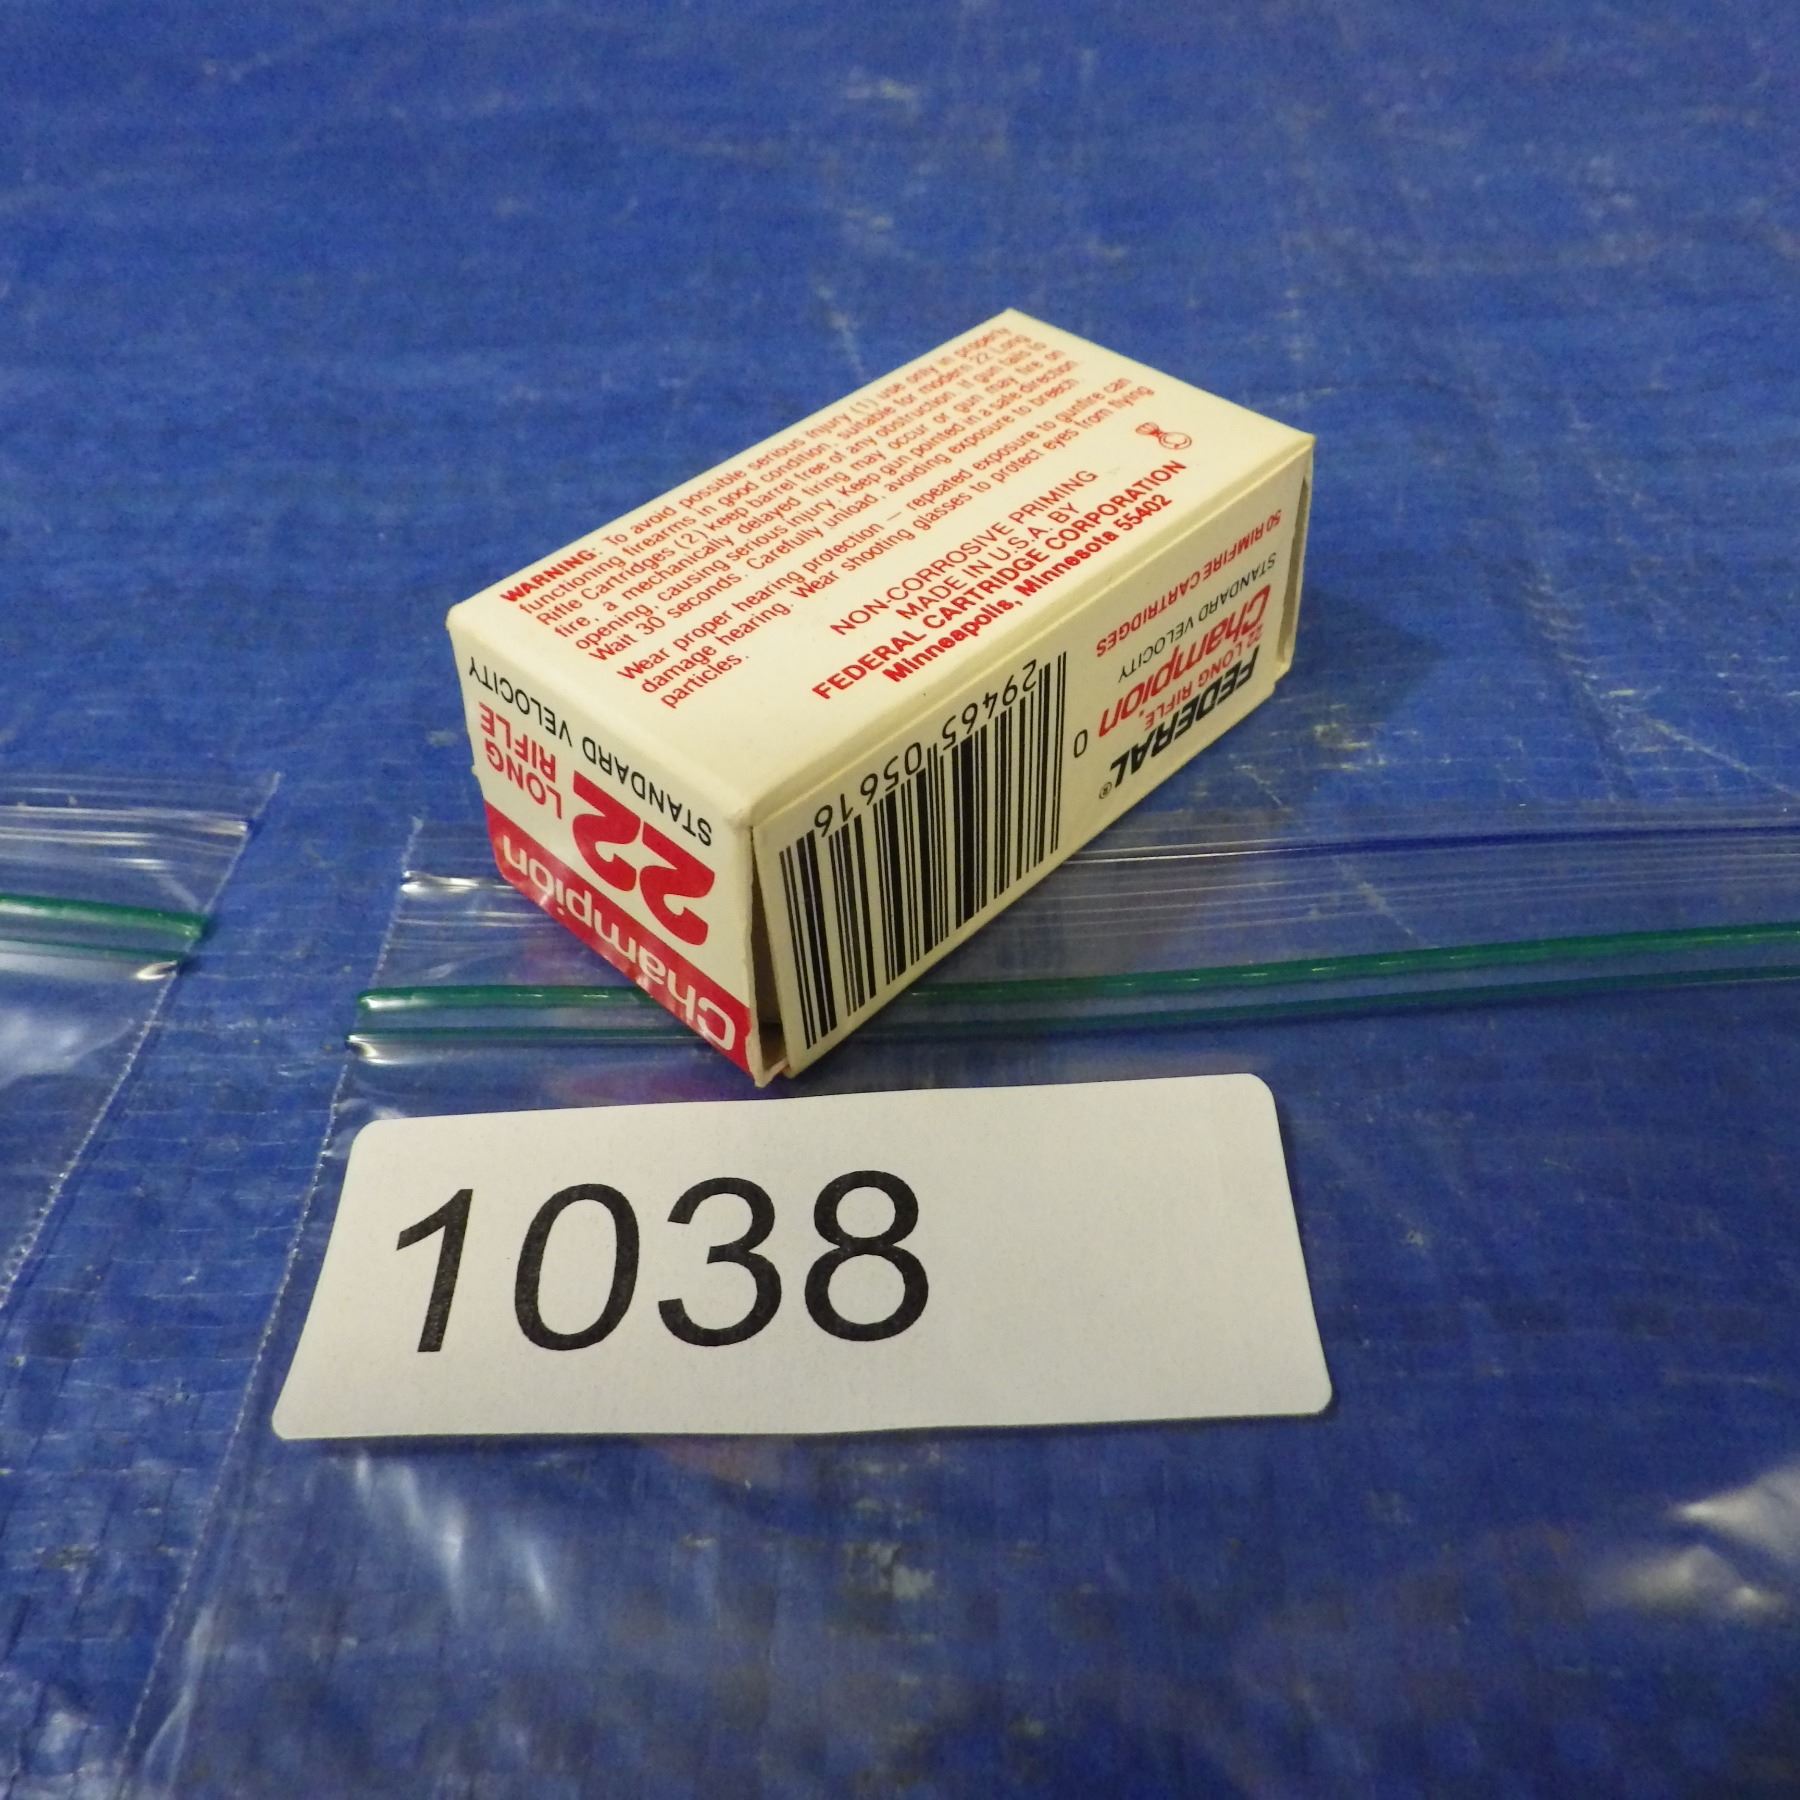 WARNING: To avoid possible serious injury (1) use only in properly
functioning firearms in good condition, suitable for modern 22 Long
Rifle Cartridges (2) keep barrel free of any obstruction. If gun fails to
fire, a mechanically delayed firing may occur or gun may fire on
opening, causing serious injury. Keep gun pointed in a safe direction.
Wait 30 seconds. Carefully unload, avoiding exposure to breech.
Wear proper hearing protection — repeated exposure to gunfire can
damage hearing. Wear shooting glasses to protect eyes from flying
particles.
NON-CORROSIVE PRIMING
MADE IN U.S.A. BY
FEDERAL CARTRIDGE CORPORATION
Minneapolis, Minnesota 55402
Champion
22 LONG
RIFLE
STANDARD VELOCITY
0
29465 05616
FEDERAL®
22 LONG RIFLE
Champion
STANDARD VELOCITY
50 RIMFIRE CARTRIDGES
1038